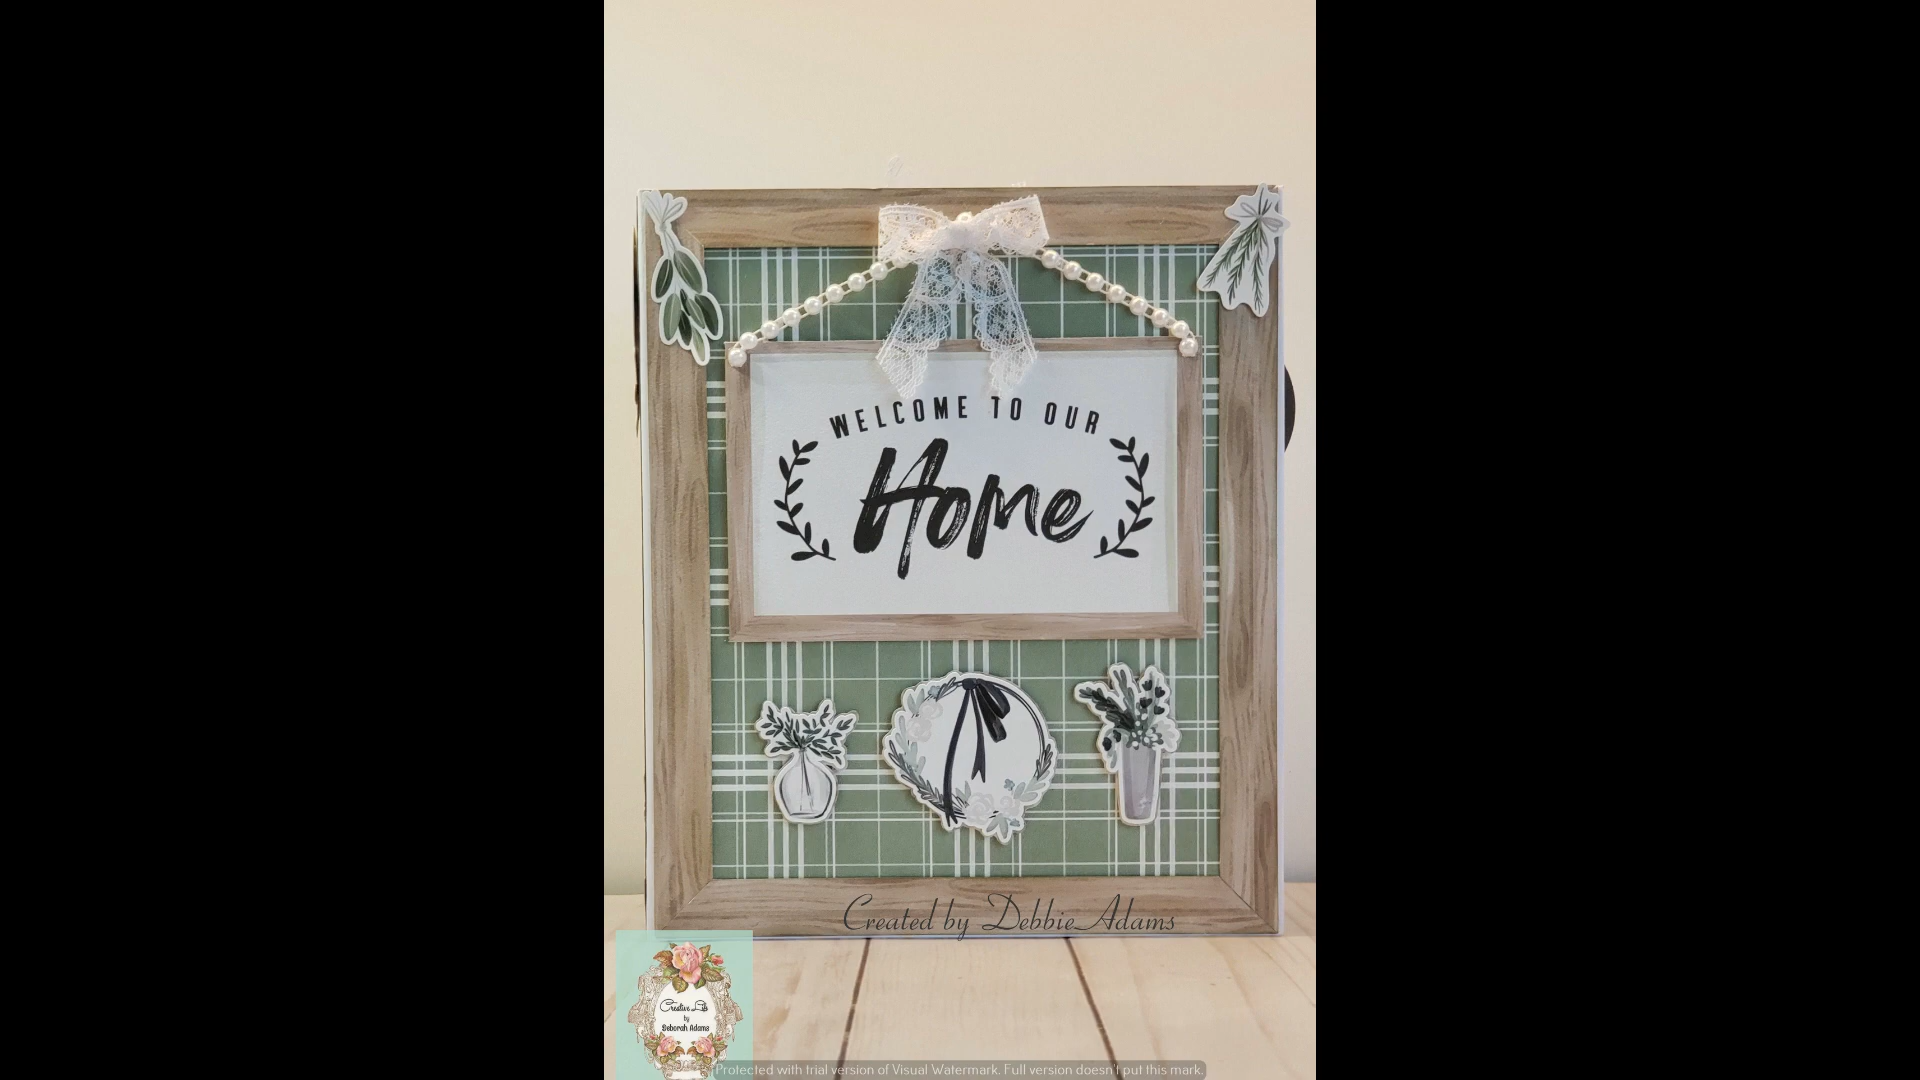 WELCOME TO OUR
Home
Created by Debbie Adams
Creative Life
by
Deborah Adams
Protected with trial version of Visual Watermark. Full version doesn't put this mark.